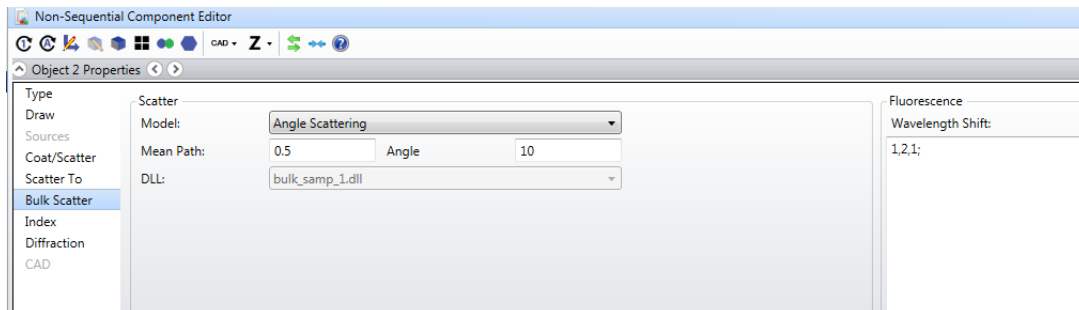 Non-Sequential Component Editor
CAD Z
Object 2 Properties
Type
Draw
Sources
Coat/Scatter
Scatter To
Bulk Scatter
Index
Diffraction
CAD
Scatter
Model: Angle Scattering
Mean Path: 0.5 Angle 10
DLL: bulk_samp_1.dll
Fluorescence
Wavelength Shift:
1,2,1;